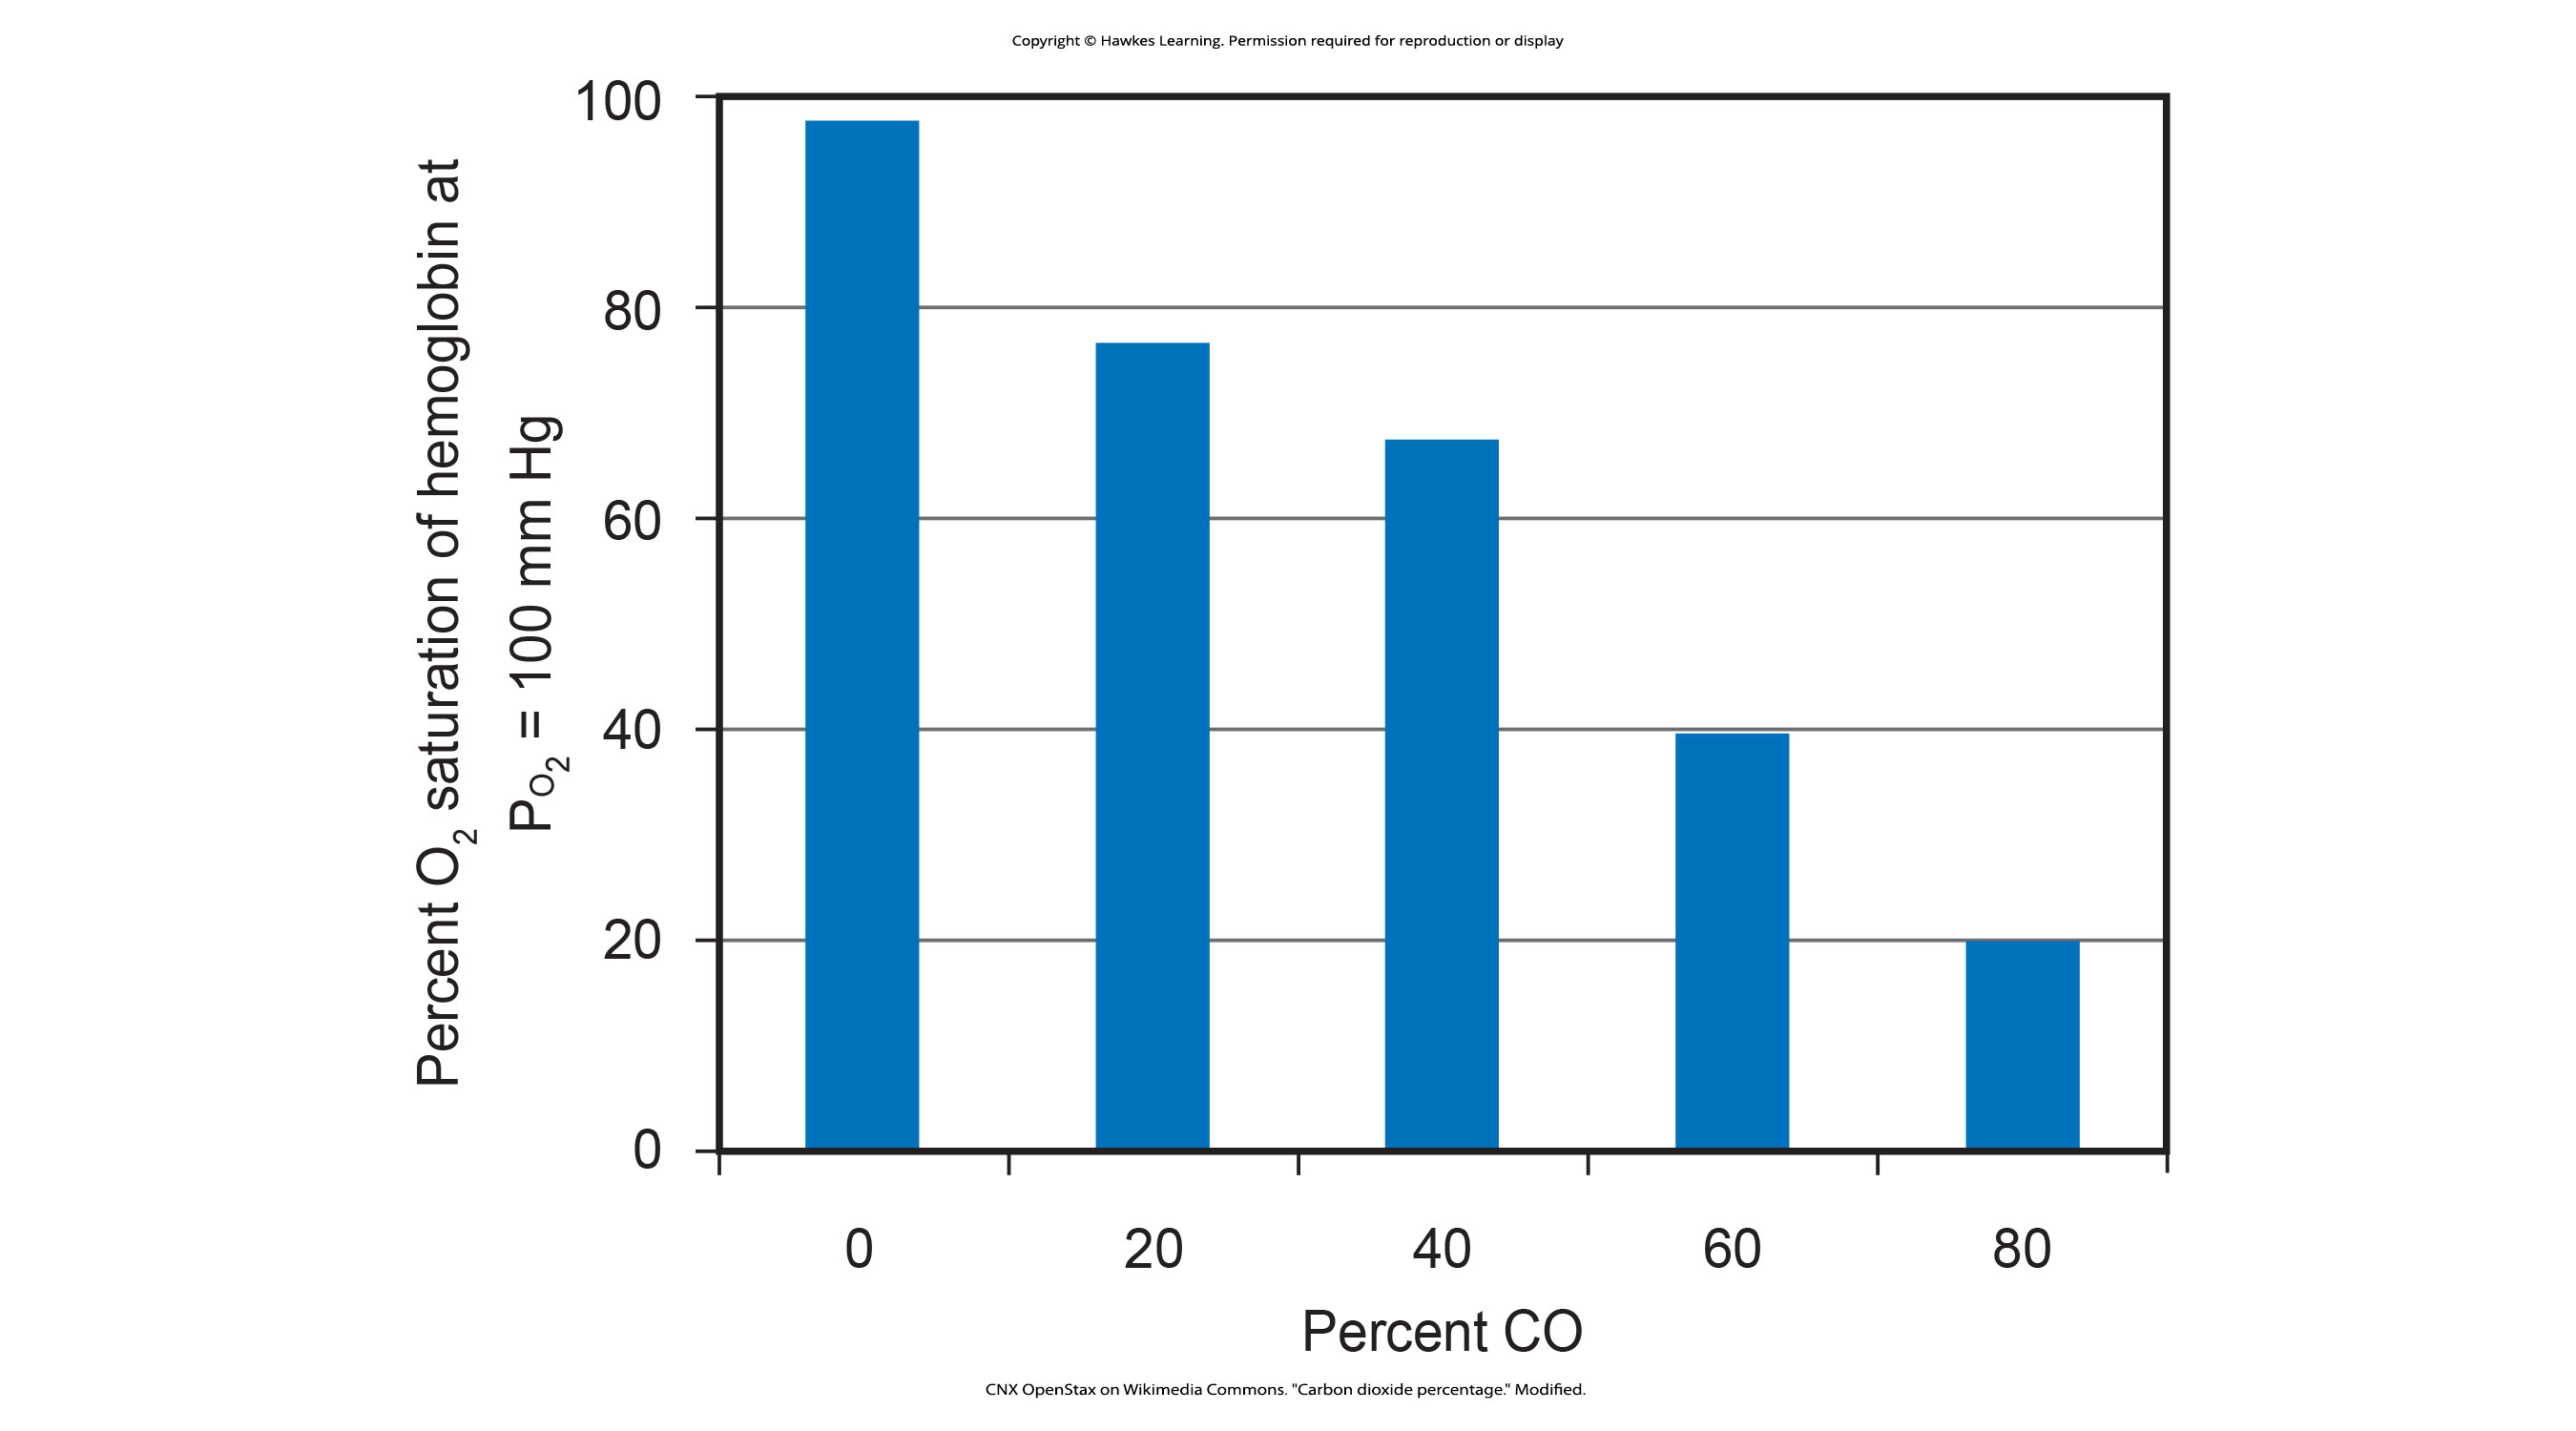 Copyright © Hawkes Learning. Permission required for reproduction or display
Percent O₂ saturation of hemoglobin at
P_O₂ = 100 mm Hg
100
80
60
40
20
0
0 20 40 60 80
Percent CO
CNX OpenStax on Wikimedia Commons. "Carbon dioxide percentage." Modified.